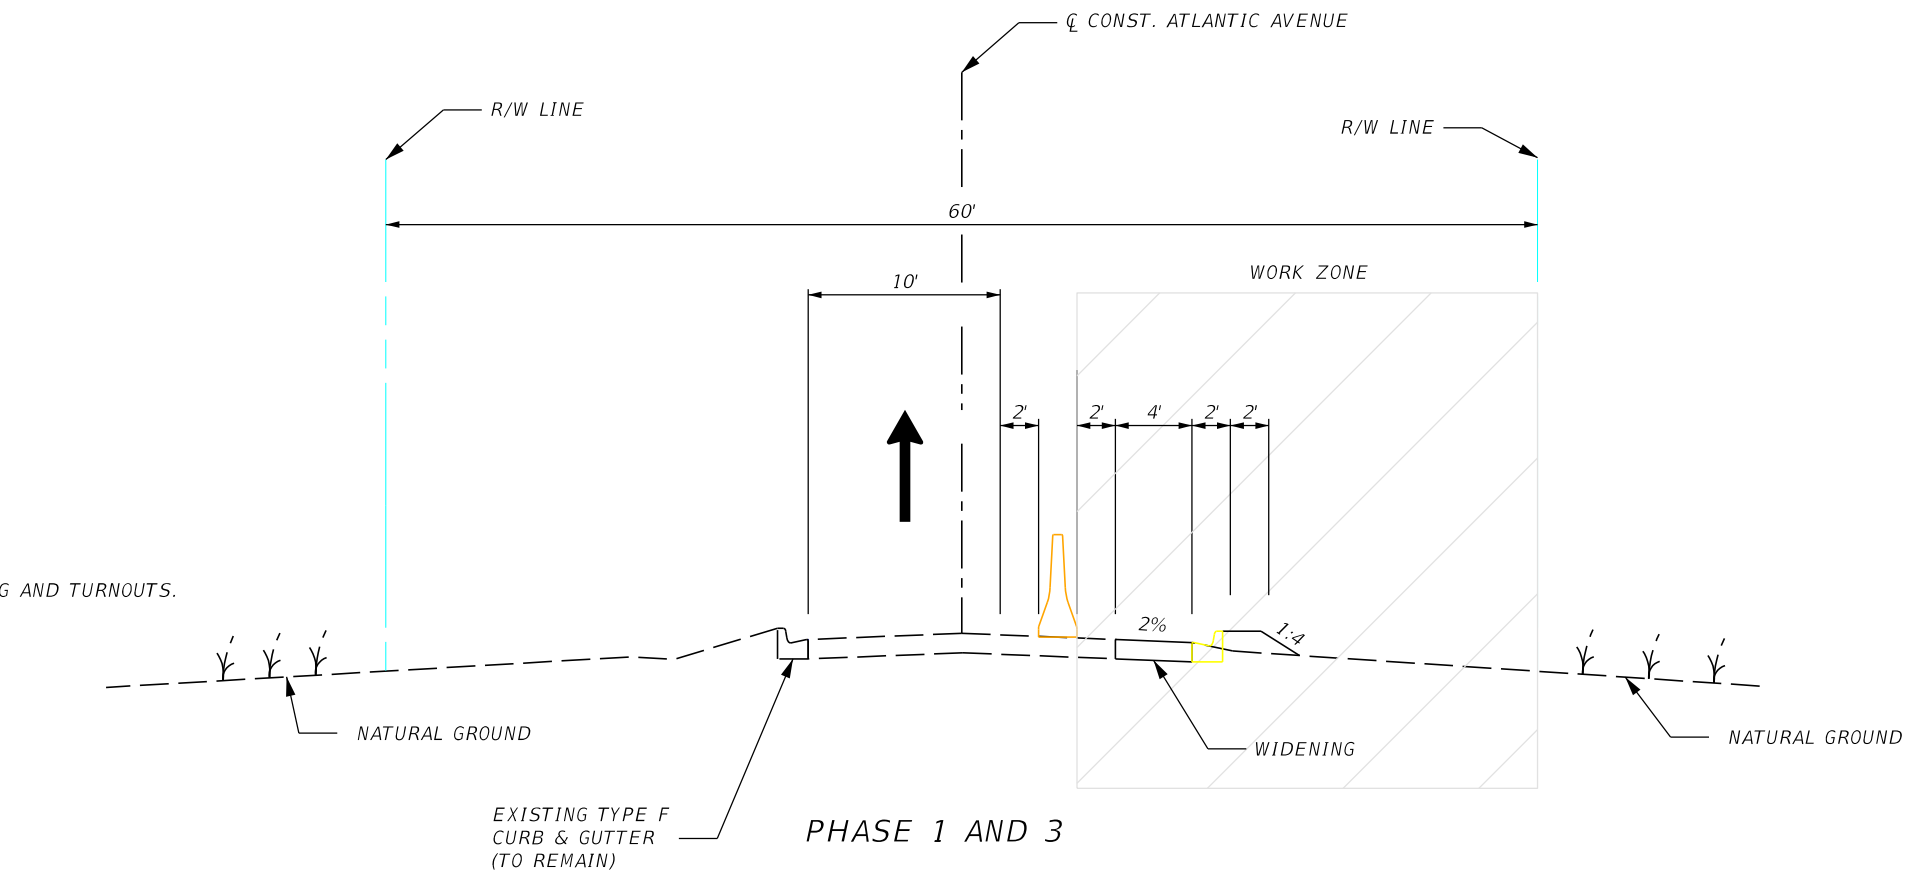 ℄ CONST. ATLANTIC AVENUE
R/W LINE
R/W LINE
60'
WORK ZONE
10'
2'
2'
4'
2'
2'
G AND TURNOUTS.
2%
1:4
NATURAL GROUND
NATURAL GROUND
WIDENING
EXISTING TYPE F
CURB & GUTTER
(TO REMAIN)
PHASE 1 AND 3